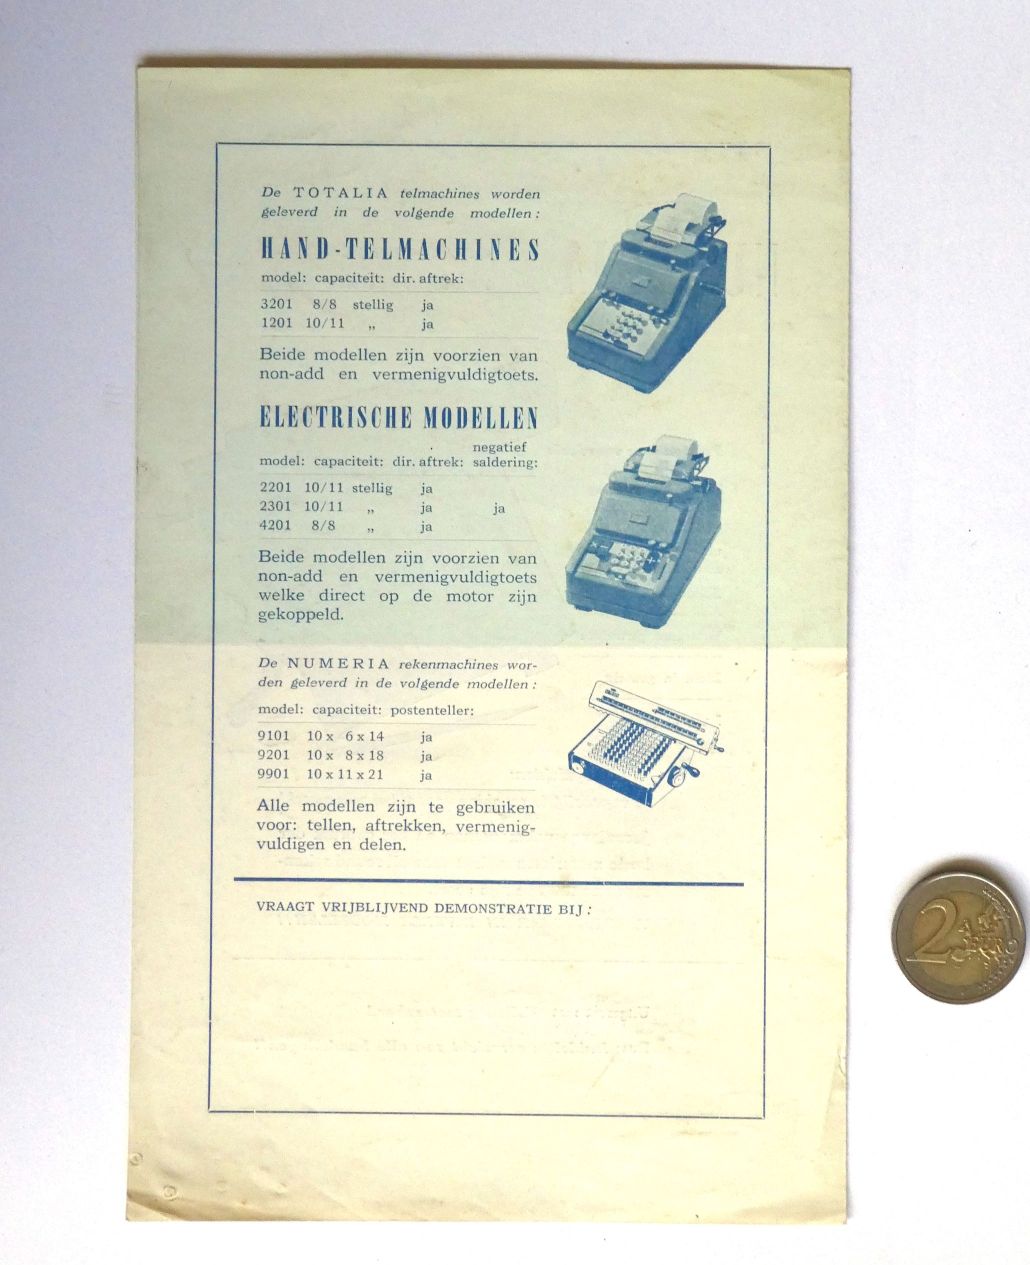 De TOTALIA telmachines worden
geleverd in de volgende modellen :
HAND-TELMACHINES
model: capaciteit: dir. aftrek:
3201 8/8 stellig ja
1201 10/11 „ ja
Beide modellen zijn voorzien van
non-add en vermenigvuldigtoets.
ELECTRISCHE MODELLEN
negatief
model: capaciteit: dir. aftrek: saldering:
2201 10/11 stellig ja
2301 10/11 „ ja ja
4201 8/8 „ ja
Beide modellen zijn voorzien van
non-add en vermenigvuldigtoets
welke direct op de motor zijn
gekoppeld.
De NUMERIA rekenmachines wor-
den geleverd in de volgende modellen :
model: capaciteit: postenteller:
9101 10 x 6 x 14 ja
9201 10 x 8 x 18 ja
9901 10 x 11 x 21 ja
Alle modellen zijn te gebruiken
voor: tellen, aftrekken, vermenig-
vuldigen en delen.
VRAAGT VRIJBLIJVEND DEMONSTRATIE BIJ :
2 EURO